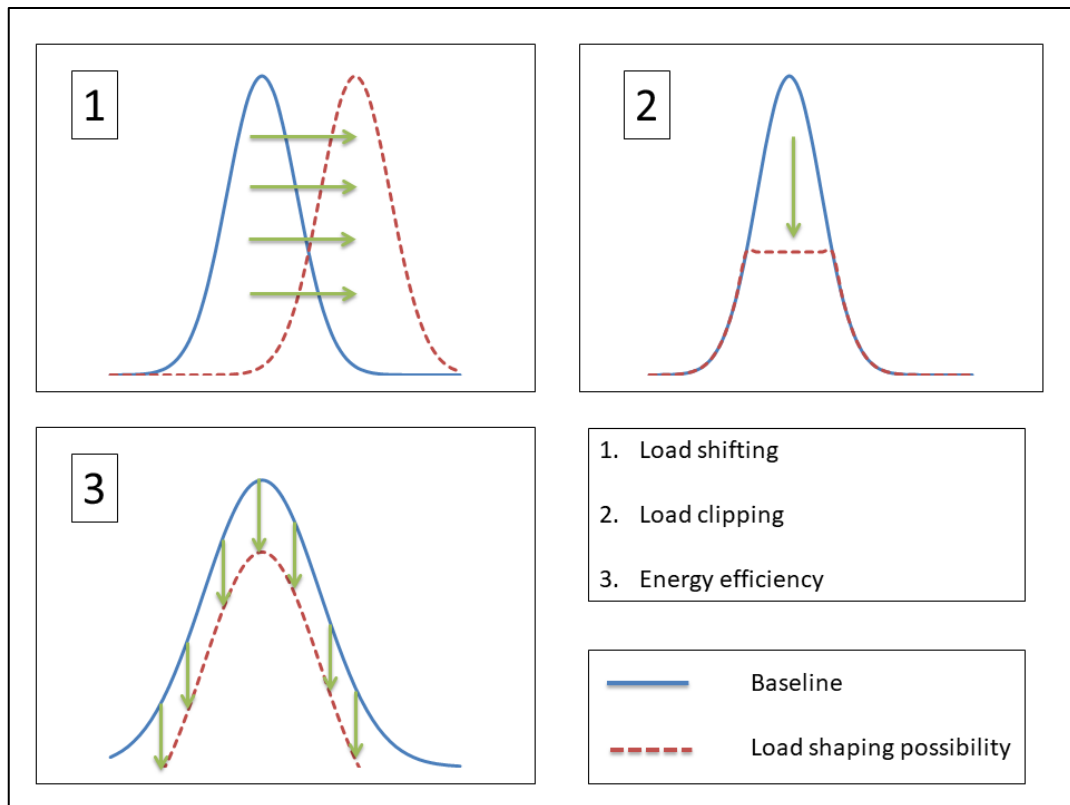 1
2
3
1. Load shifting
2. Load clipping
3. Energy efficiency
Baseline
Load shaping possibility